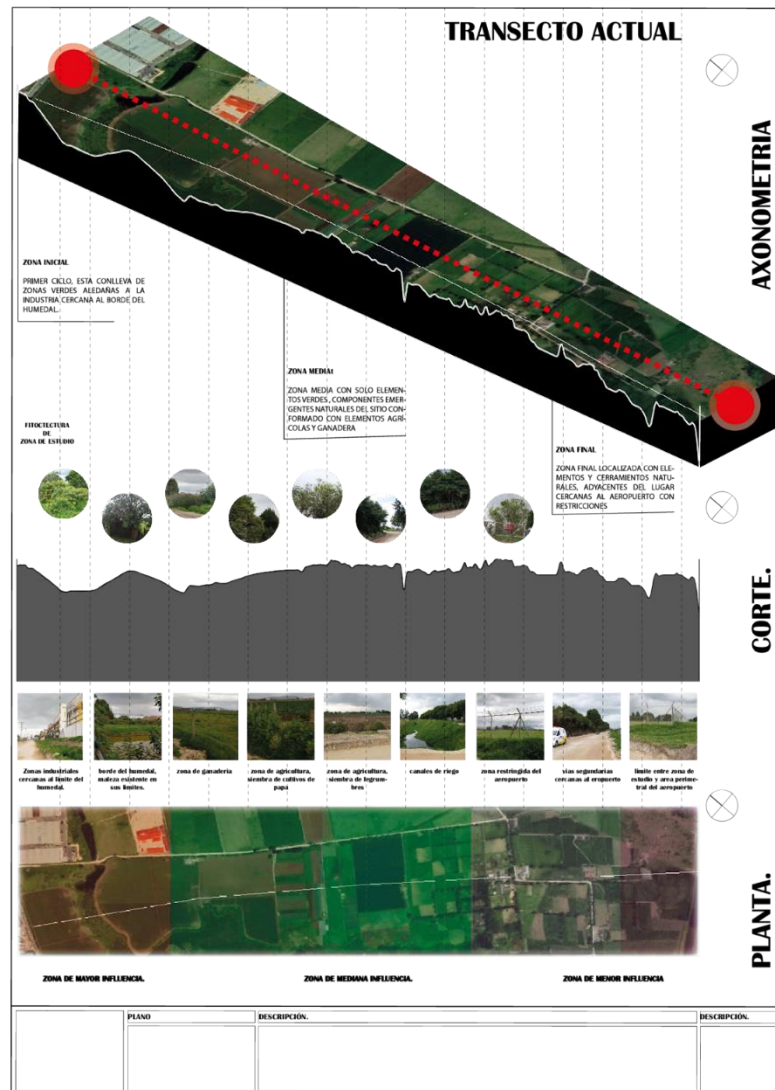 TRANSECTO ACTUAL
AXONOMETRIA
ZONA INICIAL
PRIMER CICLO, ESTA CONLLEVA DE
ZONAS VERDES ALEDAÑAS A LA
INDUSTRIA CERCANA AL BORDE DEL
HUMEDAL.
ZONA MEDIA:
ZONA MEDIA CON SOLO ELEMEN-
TOS VERDES, COMPONENTES EMER-
GENTES NATURALES DEL SITIO CON-
FORMADO CON ELEMENTOS AGRÍ-
COLAS Y GANADERA
ZONA FINAL
ZONA FINAL LOCALIZADA CON ELE-
MENTOS Y CERRAMIENTOS NATU-
RALES, ADYACENTES DEL LUGAR
CERCANAS AL AEROPUERTO CON
RESTRICCIONES
FITOCTECTURA
DE
ZONA DE ESTUDIO
CORTE.
Zonas industriales
cercanas al límite del
humedal.
borde del humedal,
maleza existente en
sus límites.
zona de ganadería
zona de agricultura,
siembra de cultivos de
papá
zona de agricultura,
siembra de legrum-
bres
canales de riego
zona restringida del
aeropuerto
vías segundarias
cercanas al eropuerto
límite entre zona de
estudio y area perime-
tral del aeropuerto
PLANTA.
ZONA DE MAYOR INFLUENCIA.
ZONA DE MEDIANA INFLUENCIA.
ZONA DE MENOR INFLUENCIA
PLANO
DESCRIPCIÓN.
DESCRIPCIÓN.